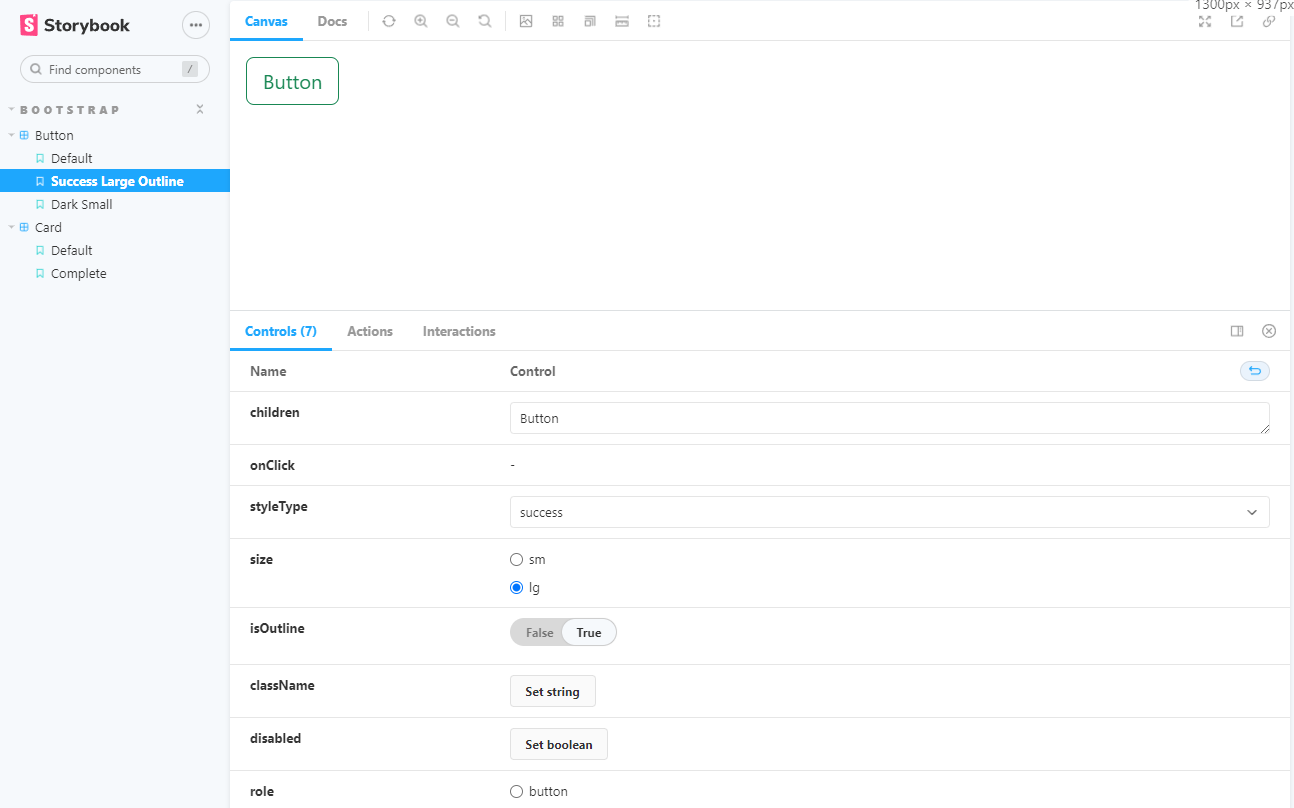 1300px × 937px
Storybook
Find components
/
BOOTSTRAP
Button
Default
Success Large Outline
Dark Small
Card
Default
Complete
Canvas
Docs
Button
Controls (7)
Actions
Interactions
Name
Control
children
Button
onClick
-
styleType
success
size
sm
lg
isOutline
False
True
className
Set string
disabled
Set boolean
role
button